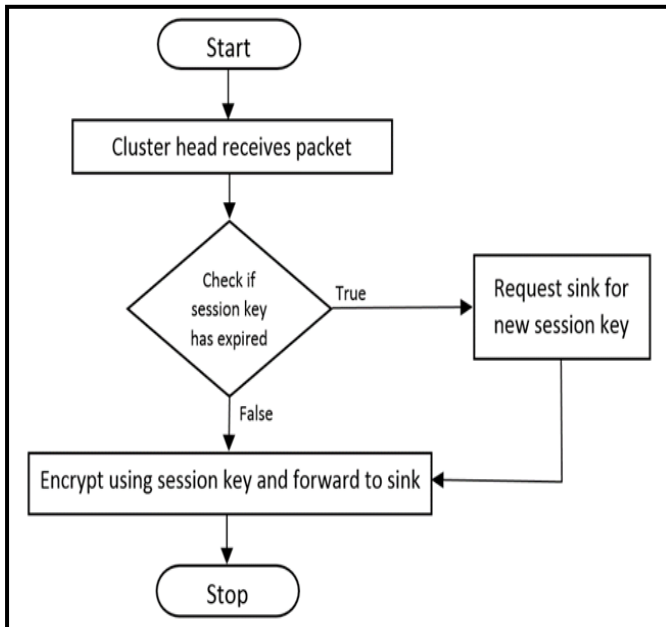 Start
Cluster head receives packet
Check if
session key
has expired
True
Request sink for
new session key
False
Encrypt using session key and forward to sink
Stop